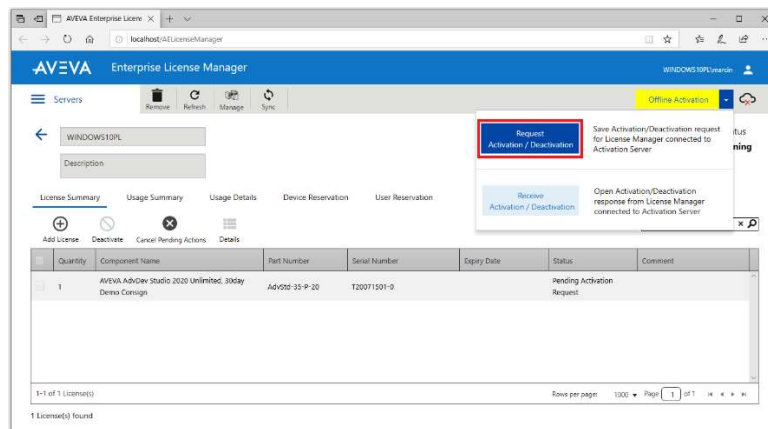 AVEVA Enterprise Licens
localhost/AELicenseManager
AVEVA Enterprise License Manager
WINDOWS10PL\marcin
Servers
Remove Refresh Manage Sync
Offline Activation
WINDOWS10PL
Description
Request
Activation / Deactivation
Save Activation/Deactivation request
for License Manager connected to
Activation Server
Receive
Activation / Deactivation
Open Activation/Deactivation
response from License Manager
connected to Activation Server
License Summary Usage Summary Usage Details Device Reservation User Reservation
Add License Deactivate Cancel Pending Actions Details
Quantity Component Name Part Number Serial Number Expiry Date Status Comment
1 AVEVA AdvDev Studio 2020 Unlimited, 30day AdvStd-35-P-20 T20071501-0 Pending Activation
Demo Consign Request
1-1 of 1 License(s) Rows per page: 1000 Page 1 of 1
1 License(s) found